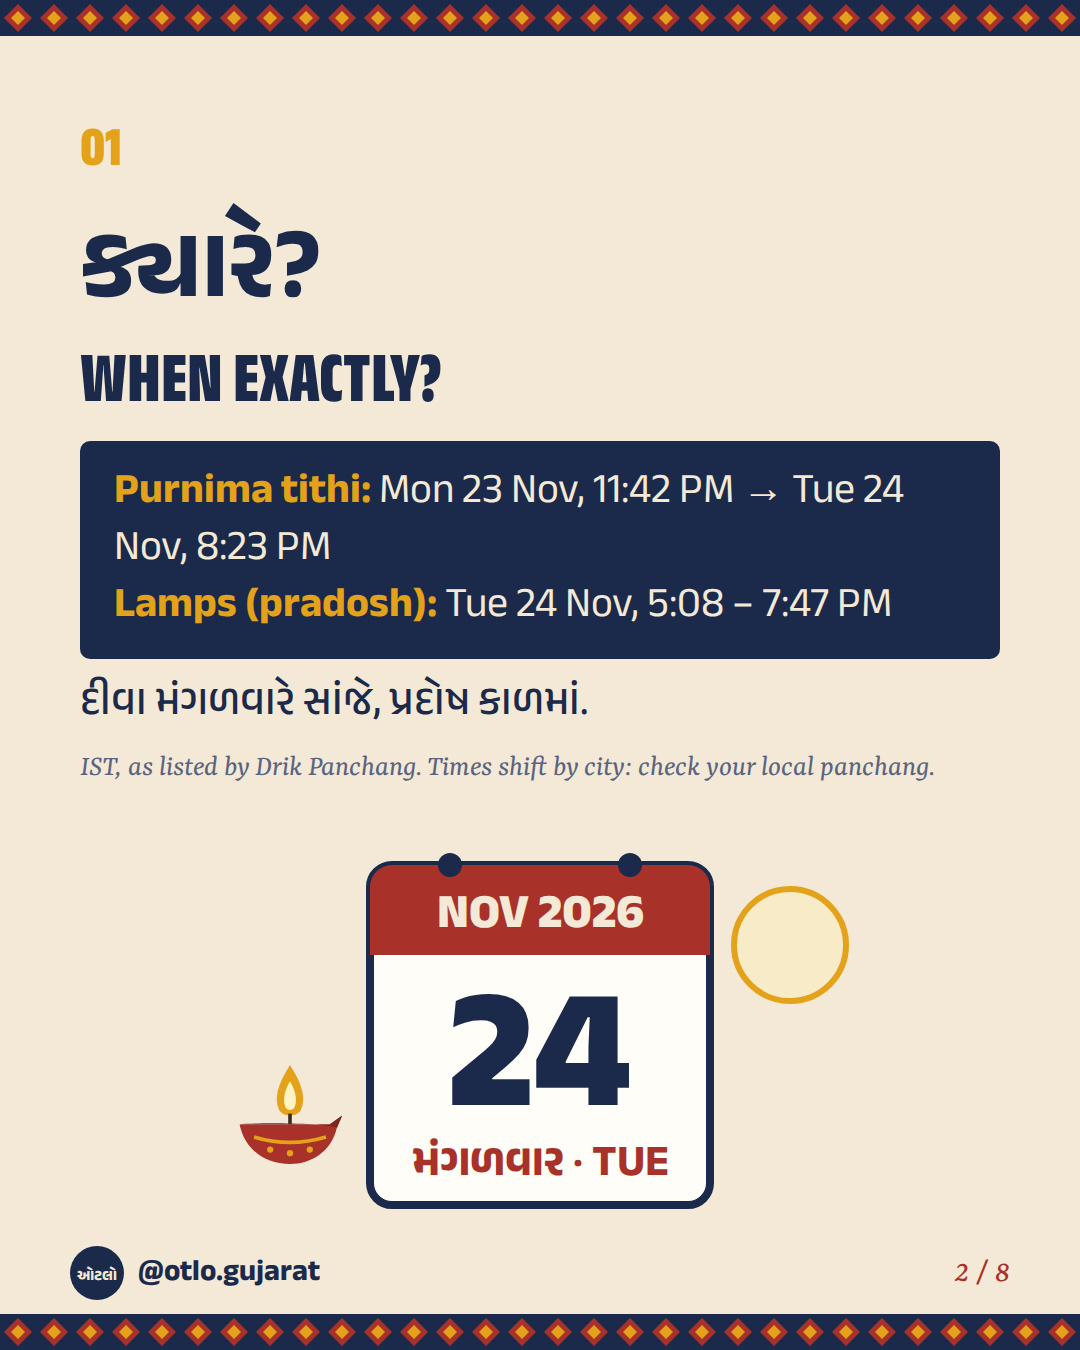 01
ક્યારે?
WHEN EXACTLY?
Purnima tithi: Mon 23 Nov, 11:42 PM → Tue 24
Nov, 8:23 PM
Lamps (pradosh): Tue 24 Nov, 5:08 – 7:47 PM
દીવા મંગળવારે સાંજે, પ્રદોષ કાળમાં.
IST, as listed by Drik Panchang. Times shift by city: check your local panchang.
NOV 2026
24
મંગળવાર · TUE
ઓટલો @otlo.gujarat
2 / 8